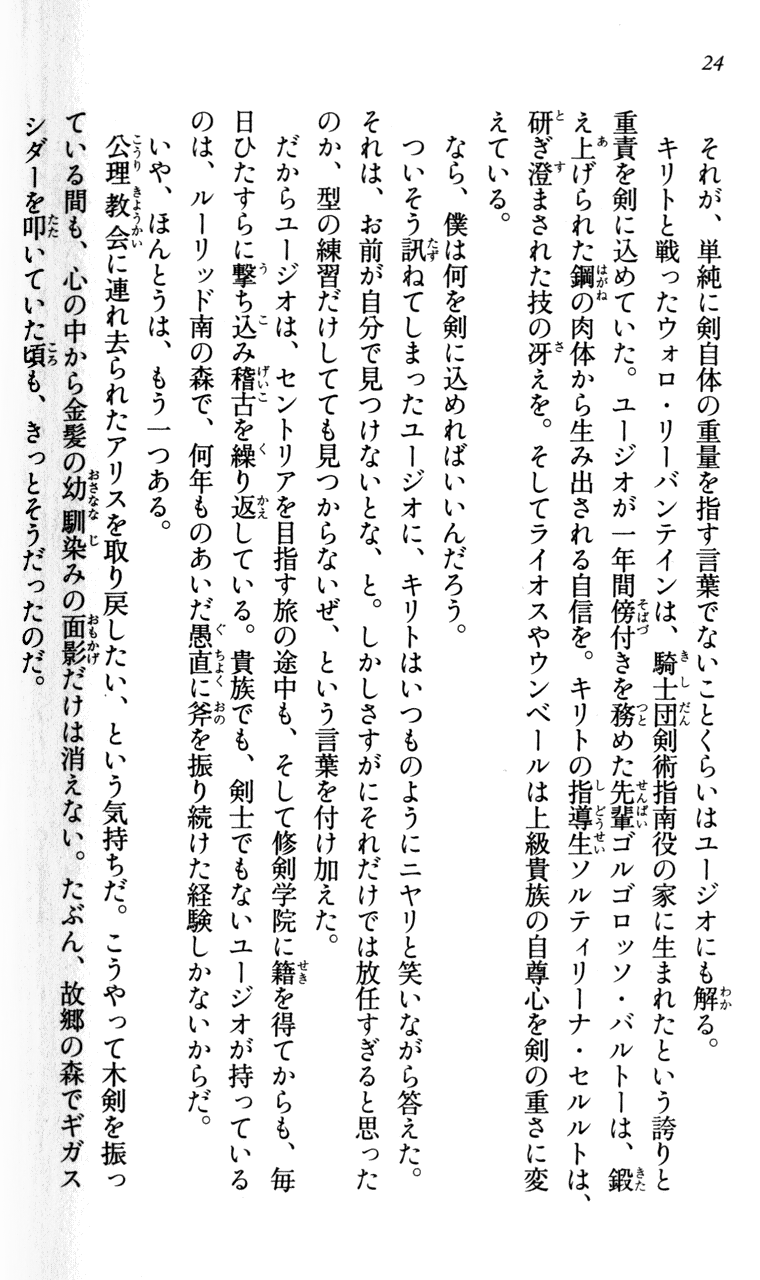 24
それが、単純に剣自体の重量を指す言葉でないことくらいはユージオにも解る。
キリトと戦ったウォロ・リーバンテインは、騎士団剣術指南役の家に生まれたという誇りと
重責を剣に込めていた。ユージオが一年間傍付きを務めた先輩ゴルゴロッソ・バルトーは、鍛
え上げられた鋼の肉体から生み出される自信を。キリトの指導生ソルティリーナ・セルルトは、
研ぎ澄まされた技の冴えを。そしてライオスやウンベールは上級貴族の自尊心を剣の重さに変
えている。
なら、僕は何を剣に込めればいいんだろう。
ついそう訊ねてしまったユージオに、キリトはいつものようにニヤリと笑いながら答えた。
それは、お前が自分で見つけないとな、と。しかしさすがにそれだけでは放任すぎると思った
のか、型の練習だけしてても見つからないぜ、という言葉を付け加えた。
だからユージオは、セントリアを目指す旅の途中も、そして修剣学院に籍を得てからも、毎
日ひたすらに撃ち込み稽古を繰り返している。貴族でも、剣士でもないユージオが持っている
のは、ルーリッド南の森で、何年ものあいだ愚直に斧を振り続けた経験しかないからだ。
いや、ほんとうは、もう一つある。
公理教会に連れ去られたアリスを取り戻したい、という気持ちだ。こうやって木剣を振っ
ている間も、心の中から金髪の幼馴染みの面影だけは消えない。たぶん、故郷の森でギガス
シダーを叩いていた頃も、きっとそうだったのだ。